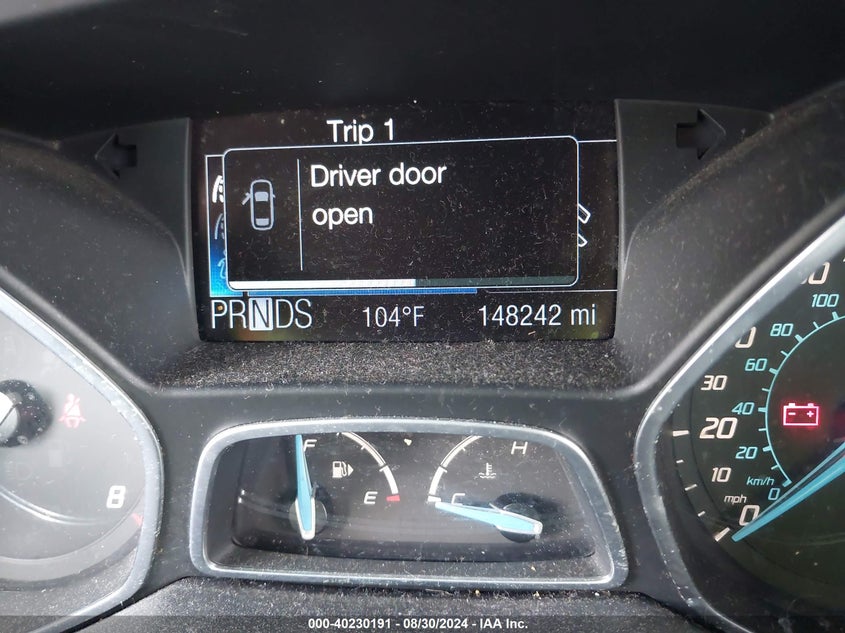 Trip 1
Driver door
open
PRNDS 104°F 148242 mi
8
F
E
H
C
100
80
60
40
20
0
km/h
30
20
10
0
mph
000-40230191 - 08/30/2024 - IAA Inc.